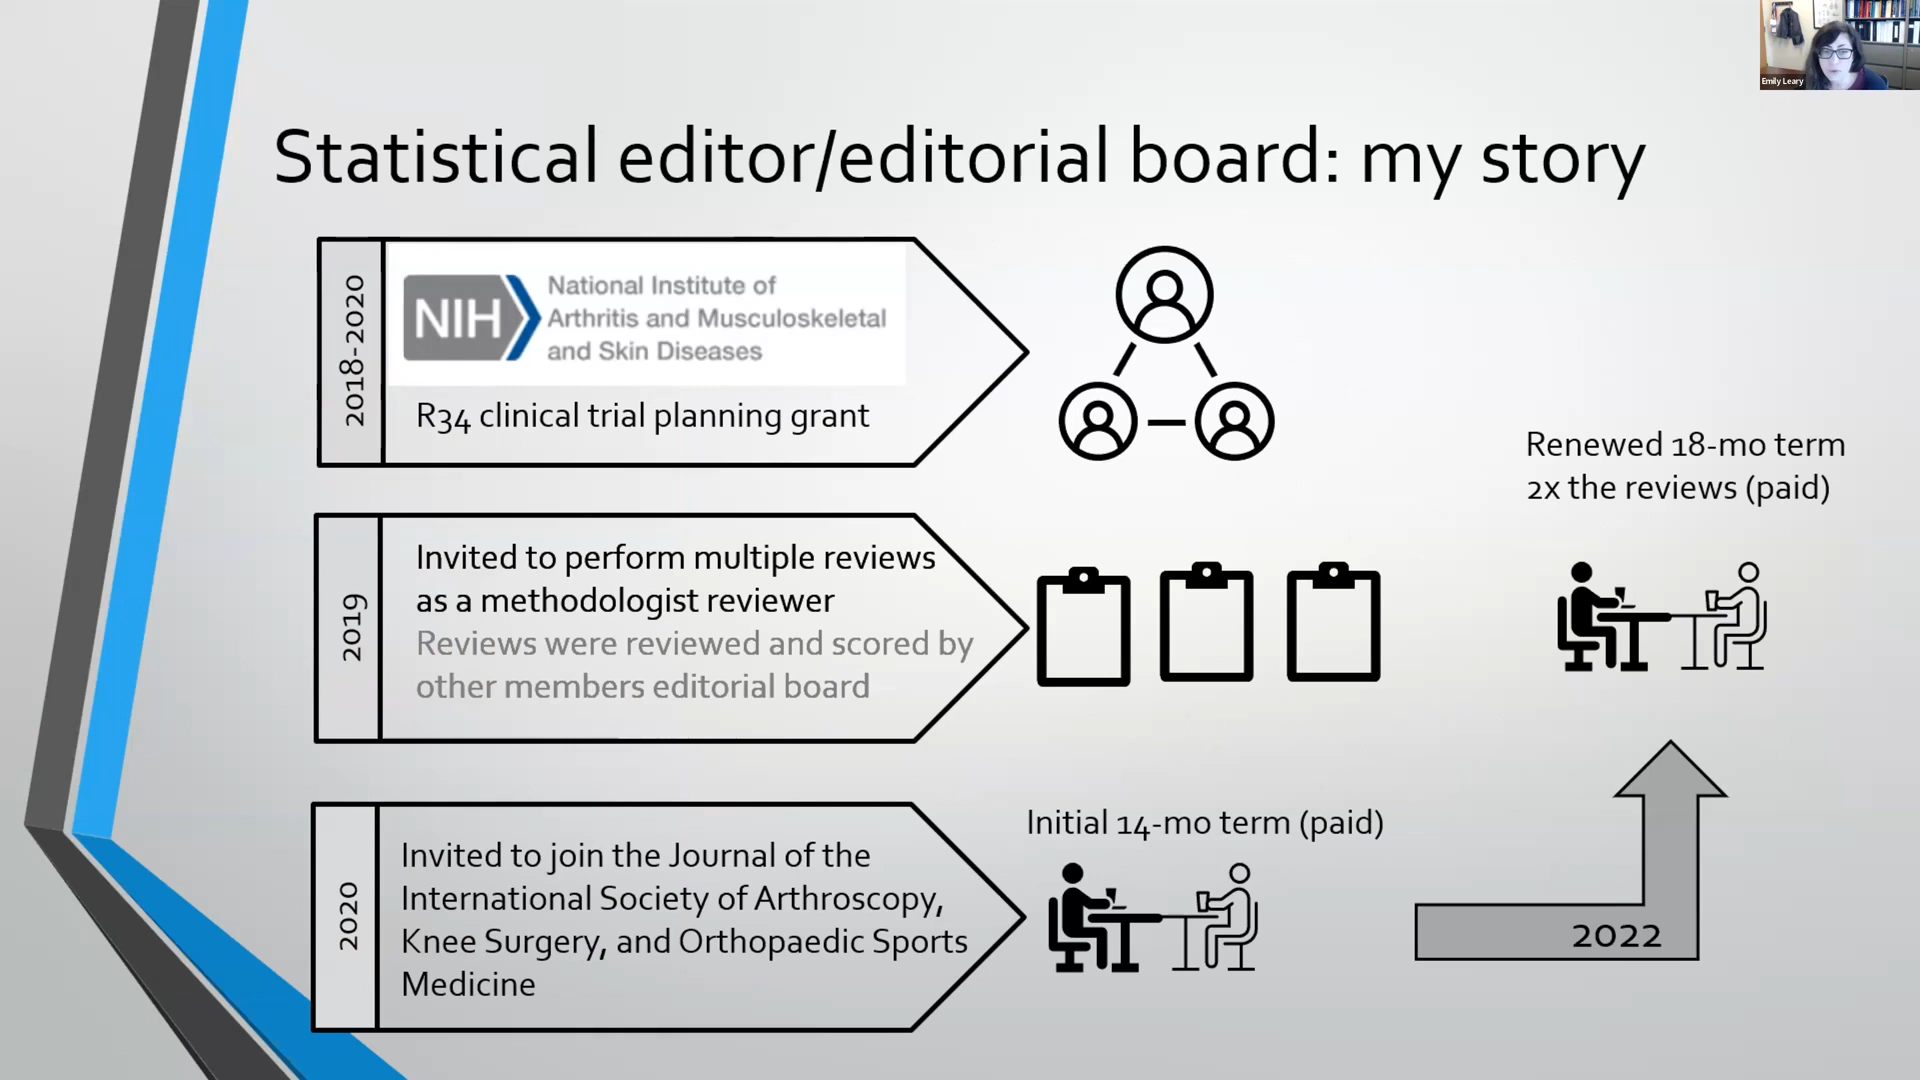 Emily Leary
Statistical editor/editorial board: my story
2018-2020
NIH
National Institute of
Arthritis and Musculoskeletal
and Skin Diseases
R34 clinical trial planning grant
2019
Invited to perform multiple reviews
as a methodologist reviewer
Reviews were reviewed and scored by
other members editorial board
2020
Invited to join the Journal of the
International Society of Arthroscopy,
Knee Surgery, and Orthopaedic Sports
Medicine
Initial 14-mo term (paid)
2022
Renewed 18-mo term
2x the reviews (paid)